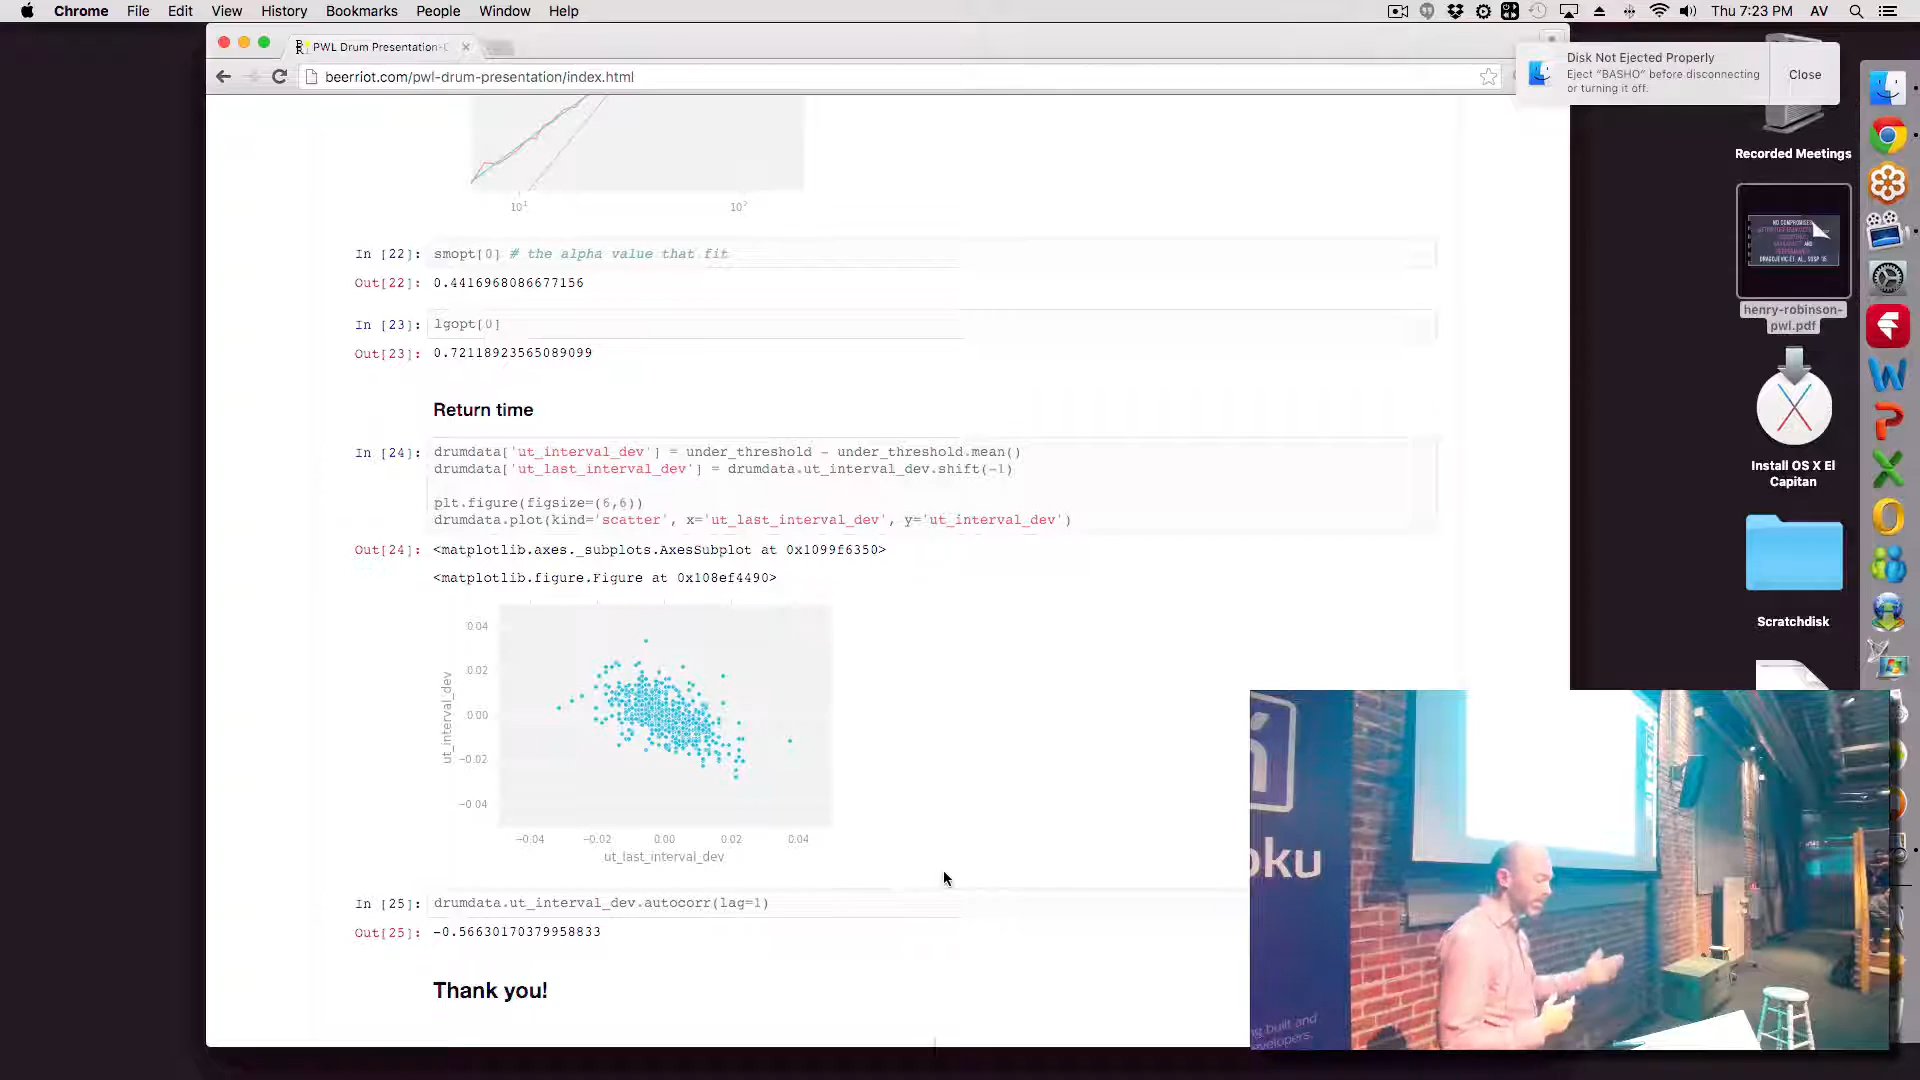 Chrome File Edit View History Bookmarks People Window Help
Thu 7:23 PM AV
PWL Drum Presentation-
beerriot.com/pwl-drum-presentation/index.html
Disk Not Ejected Properly
Eject "BASHO" before disconnecting
or turning it off.
Close
Recorded Meetings
NO COMPROMISES
henry-robinson-
pwl.pdf
Install OS X El
Capitan
Scratchdisk
10¹ 10²
In [22]: smopt[0] # the alpha value that fit
Out[22]: 0.4416968086677156
In [23]: lgopt[0]
Out[23]: 0.72118923565089099
Return time
In [24]: drumdata['ut_interval_dev'] = under_threshold - under_threshold.mean()
drumdata['ut_last_interval_dev'] = drumdata.ut_interval_dev.shift(-1)
plt.figure(figsize=(6,6))
drumdata.plot(kind='scatter', x='ut_last_interval_dev', y='ut_interval_dev')
Out[24]: <matplotlib.axes._subplots.AxesSubplot at 0x1099f6350>
<matplotlib.figure.Figure at 0x108ef4490>
0.04
0.02
0.00
-0.02
-0.04
ut_interval_dev
-0.04 -0.02 0.00 0.02 0.04
ut_last_interval_dev
In [25]: drumdata.ut_interval_dev.autocorr(lag=1)
Out[25]: -0.56630170379958833
Thank you!
oku
ng built and
evelopers.